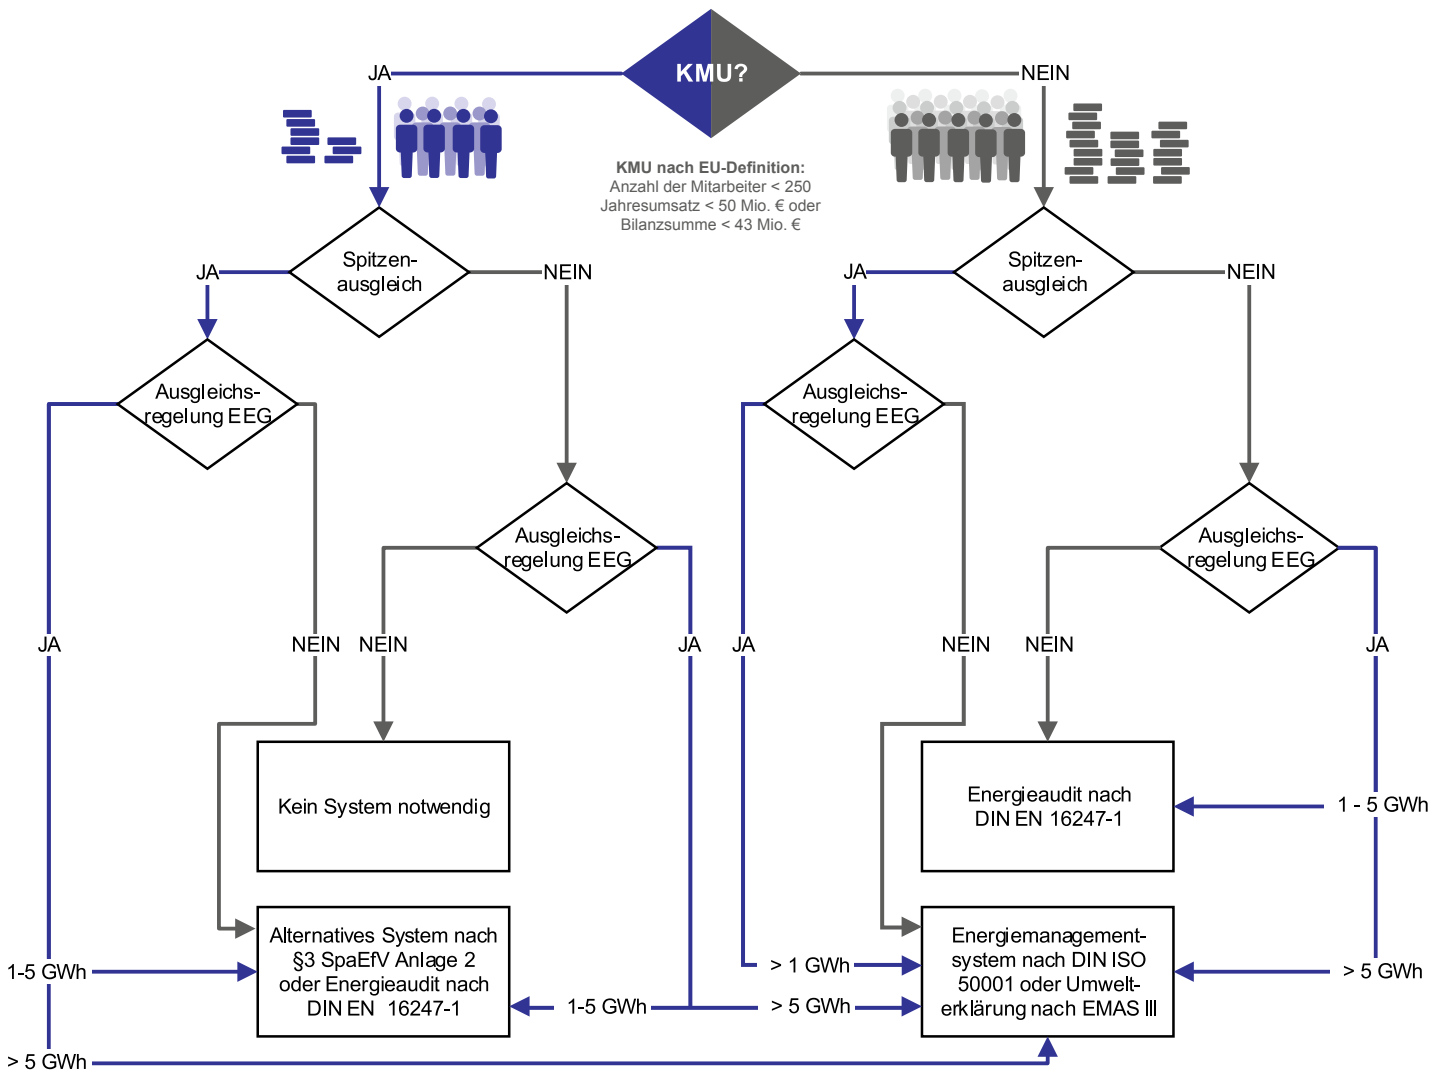 KMU?
JA
NEIN
KMU nach EU-Definition:
Anzahl der Mitarbeiter < 250
Jahresumsatz < 50 Mio. € oder
Bilanzsumme < 43 Mio. €
JA
Spitzen-
ausgleich
NEIN
JA
Spitzen-
ausgleich
NEIN
Ausgleichs-
regelung EEG
Ausgleichs-
regelung EEG
Ausgleichs-
regelung EEG
Ausgleichs-
regelung EEG
JA
NEIN
NEIN
JA
JA
NEIN
NEIN
JA
Kein System notwendig
Energieaudit nach
DIN EN 16247-1
1 - 5 GWh
Alternatives System nach
§3 SpaEfV Anlage 2
oder Energieaudit nach
DIN EN 16247-1
Energiemanagement-
system nach DIN ISO
50001 oder Umwelt-
erklärung nach EMAS III
1-5 GWh
> 1 GWh
> 5 GWh
1-5 GWh
> 5 GWh
> 5 GWh